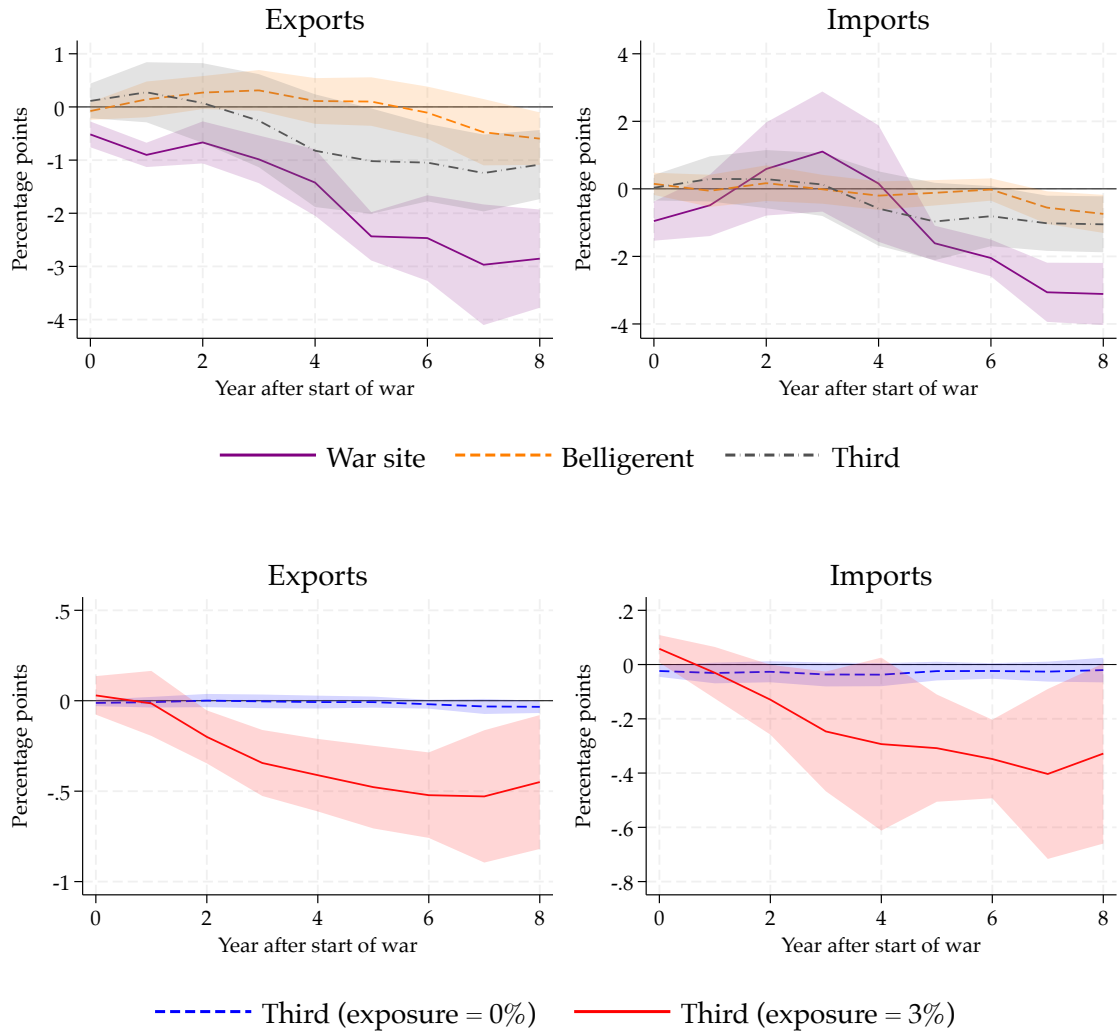 Exports
Percentage points
1
0
-1
-2
-3
-4
0 2 4 6 8
Year after start of war
Imports
Percentage points
4
2
0
-2
-4
0 2 4 6 8
Year after start of war
War site Belligerent Third
Exports
Percentage points
.5
0
-.5
-1
0 2 4 6 8
Year after start of war
Imports
Percentage points
.2
0
-.2
-.4
-.6
-.8
0 2 4 6 8
Year after start of war
Third (exposure = 0%) Third (exposure = 3%)